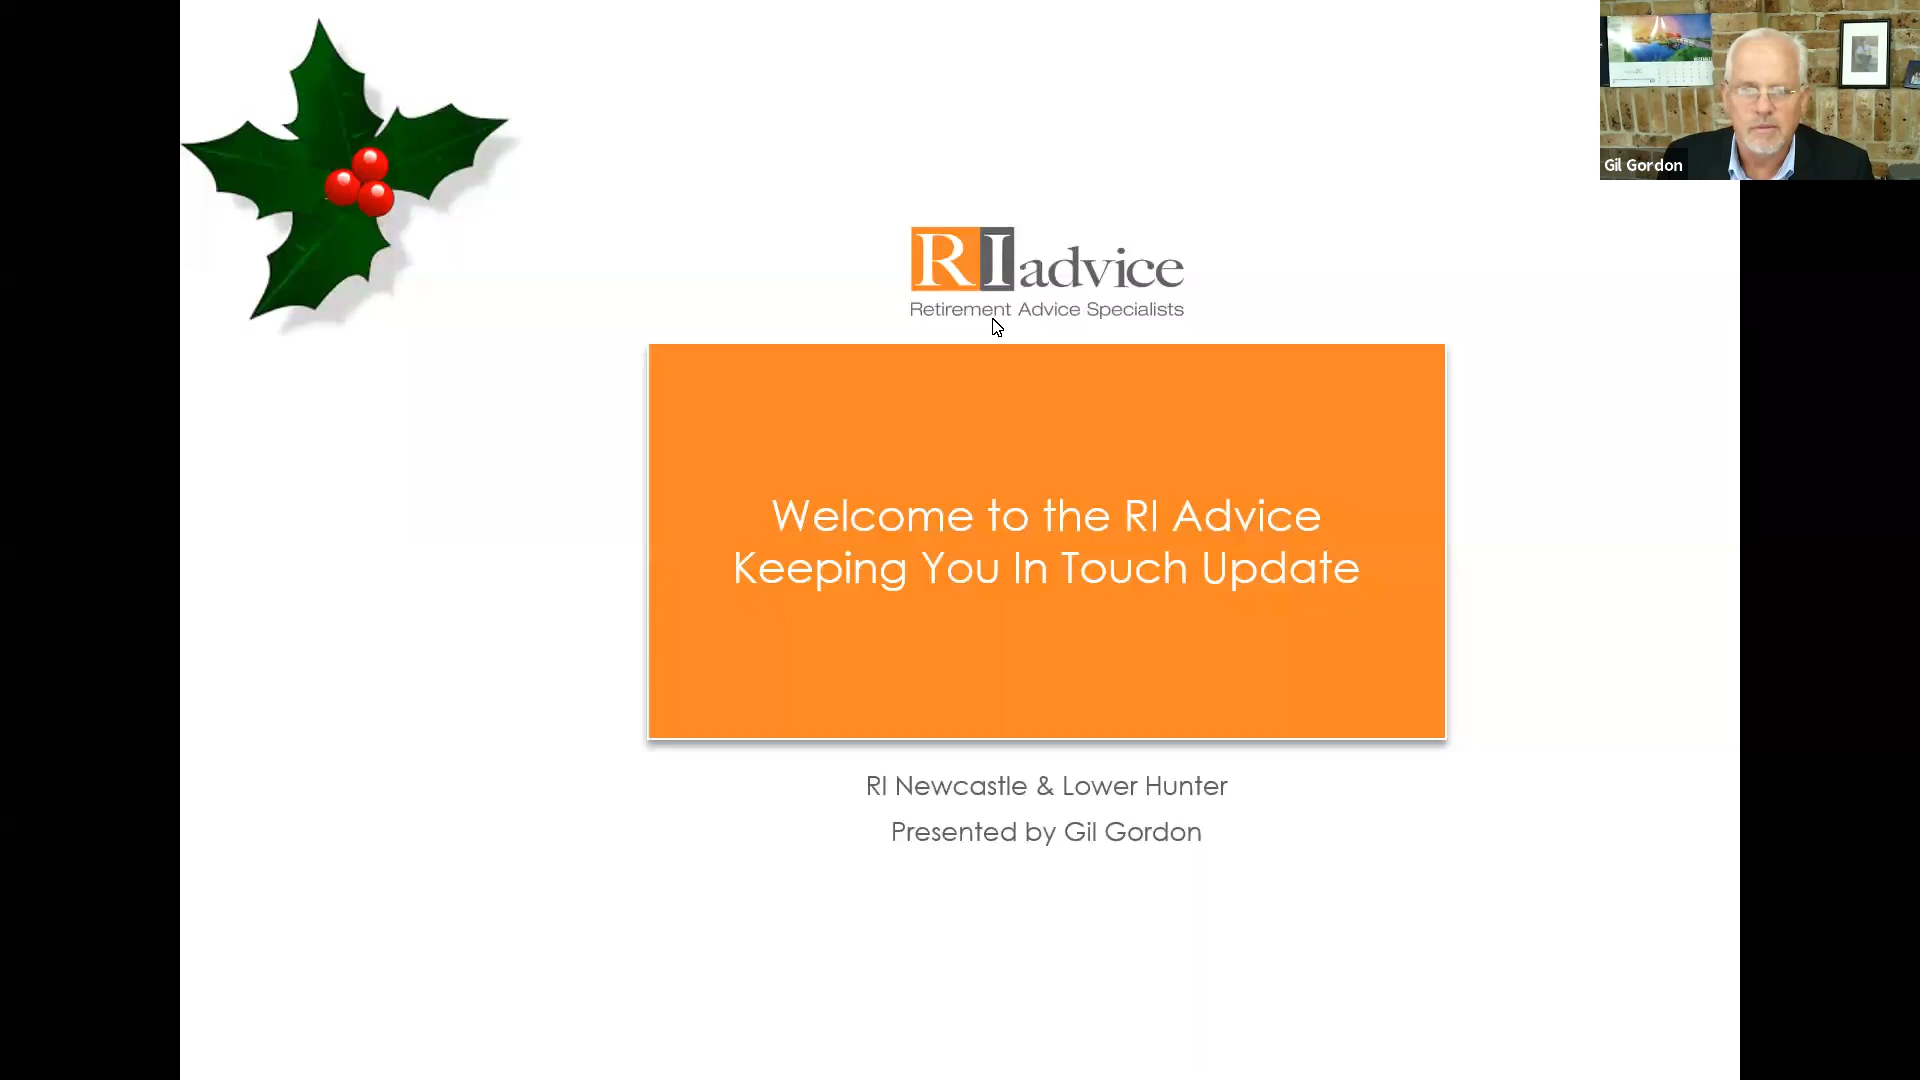 Gil Gordon
RI advice
Retirement Advice Specialists
Welcome to the RI Advice
Keeping You In Touch Update
RI Newcastle & Lower Hunter
Presented by Gil Gordon